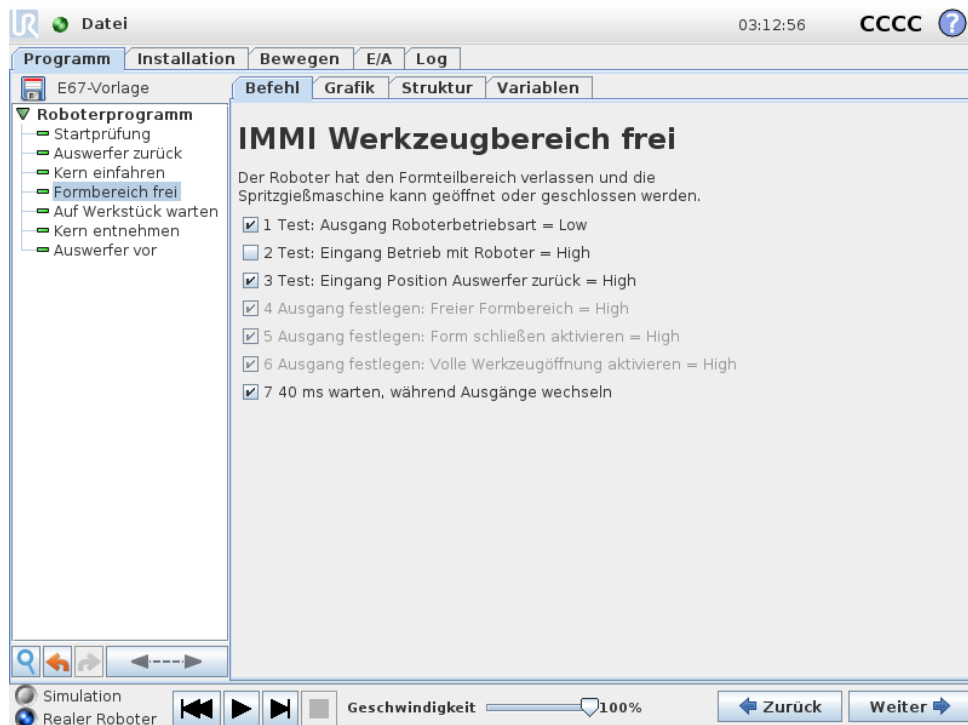 UR Datei 03:12:56 CCCC ?
Programm Installation Bewegen E/A Log
E67-Vorlage Befehl Grafik Struktur Variablen
Roboterprogramm
Startprüfung
Auswerfer zurück
Kern einfahren
Formbereich frei
Auf Werkstück warten
Kern entnehmen
Auswerfer vor
IMMI Werkzeugbereich frei
Der Roboter hat den Formteilbereich verlassen und die
Spritzgießmaschine kann geöffnet oder geschlossen werden.
1 Test: Ausgang Roboterbetriebsart = Low
2 Test: Eingang Betrieb mit Roboter = High
3 Test: Eingang Position Auswerfer zurück = High
4 Ausgang festlegen: Freier Formbereich = High
5 Ausgang festlegen: Form schließen aktivieren = High
6 Ausgang festlegen: Volle Werkzeugöffnung aktivieren = High
7 40 ms warten, während Ausgänge wechseln
Simulation
Realer Roboter
Geschwindigkeit 100% Zurück Weiter